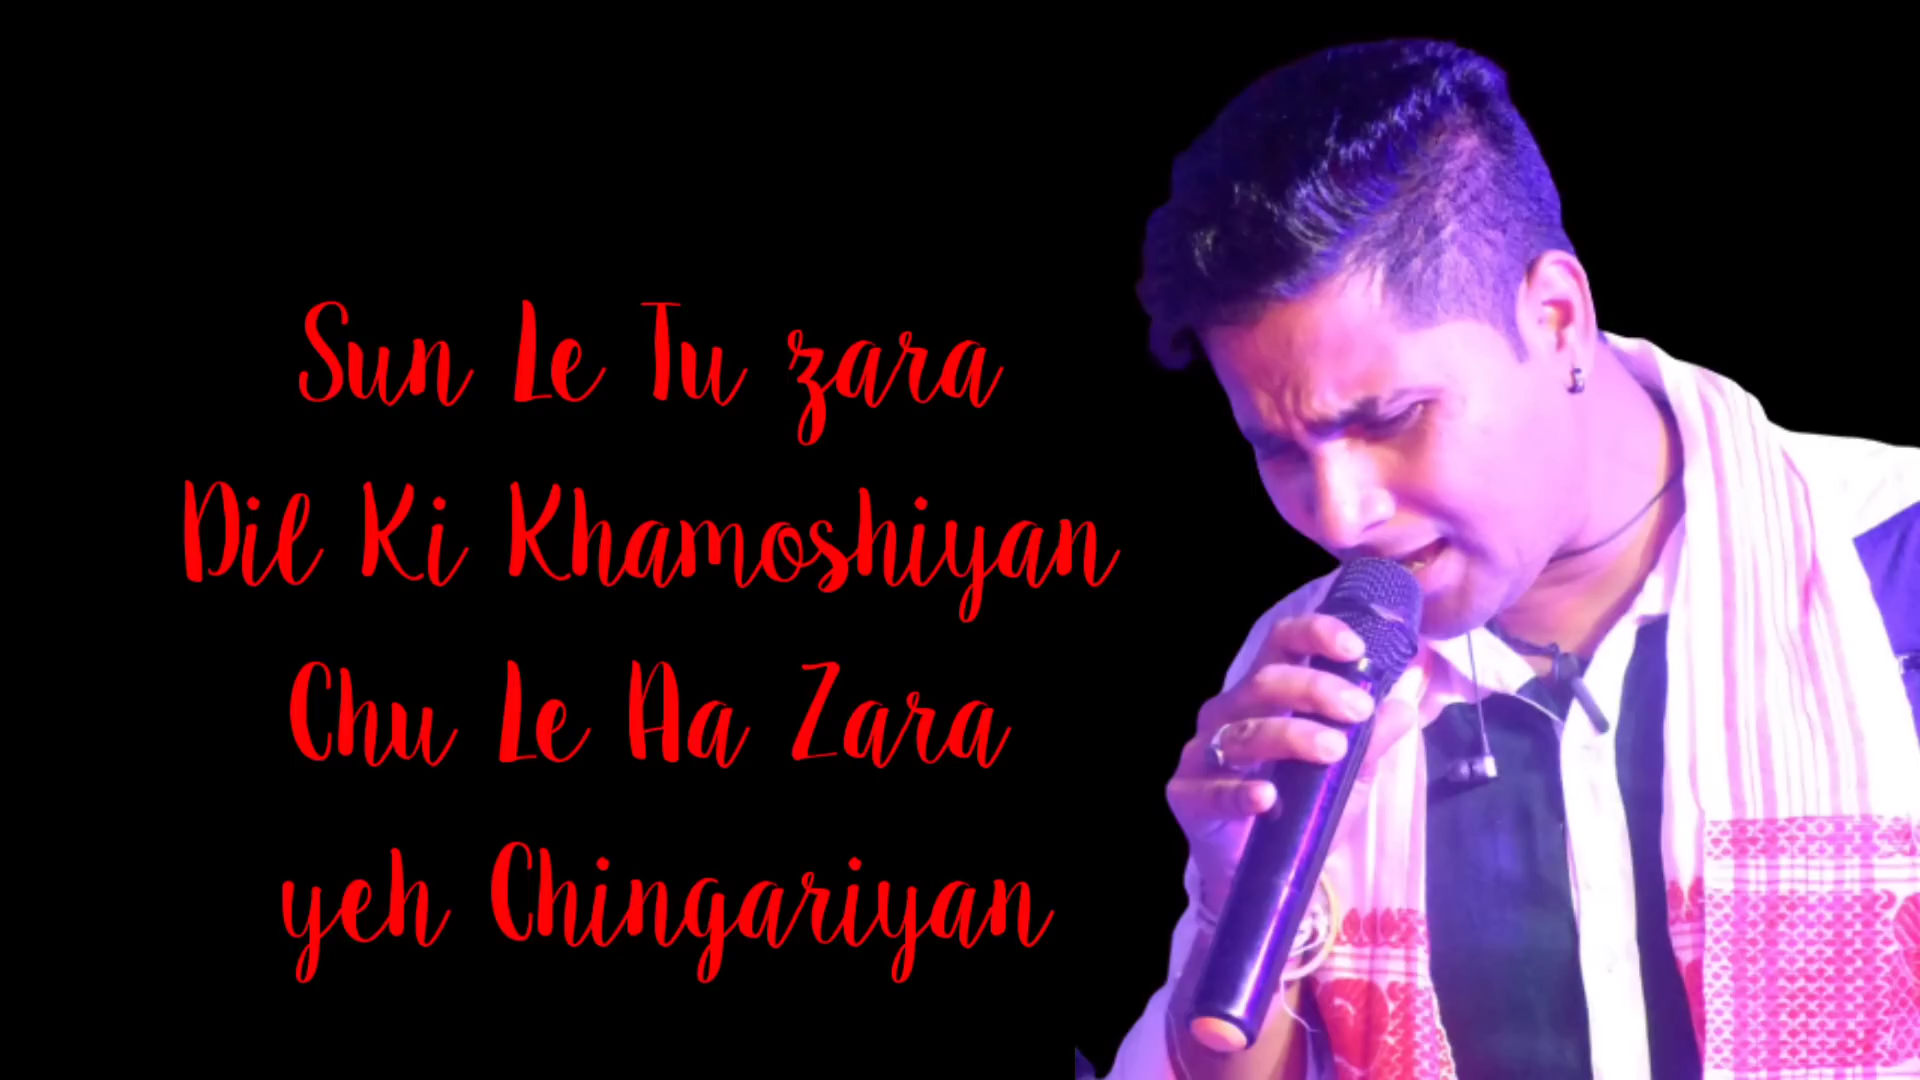 Sun Le Tu zara
Dil Ki Khamoshiyan
Chu Le Aa Zara
yeh Chingariyan